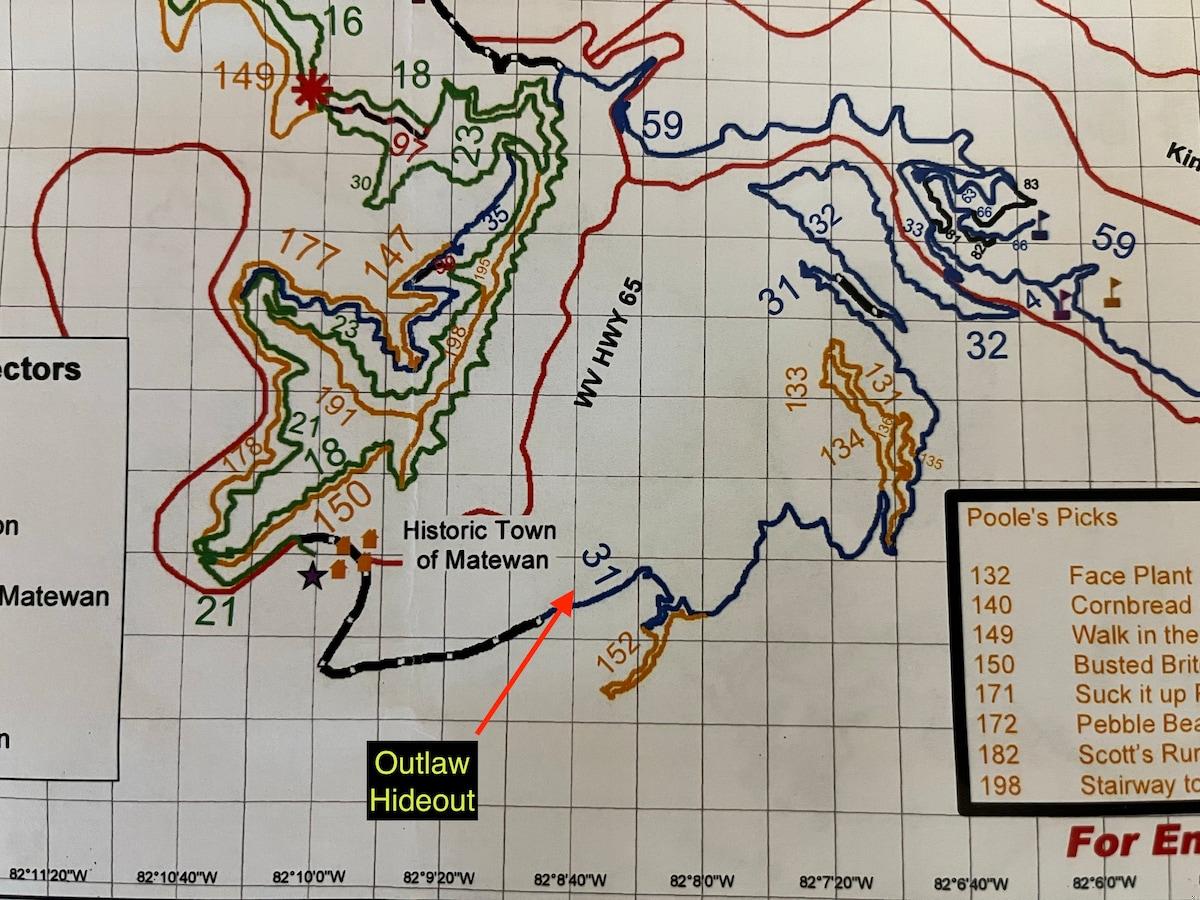 16
149
18
59
97
23
30
83
63
35
32
33
66
81
66
82
59
177
147
99
195
31
4
32
23
198
WV HWY 65
ectors
133
131
191
136
21
134
18
178
135
150
on
Historic Town
of Matewan
31
Matewan
21
152
Poole's Picks
132 Face Plant
140 Cornbread
149 Walk in the
150 Busted Brit
171 Suck it up
172 Pebble Bea
182 Scott's Run
198 Stairway to
n
Outlaw
Hideout
For En
82°11'20"W 82°10'40"W 82°10'0"W 82°9'20"W 82°8'40"W 82°8'0"W 82°7'20"W 82°6'40"W 82°6'0"W